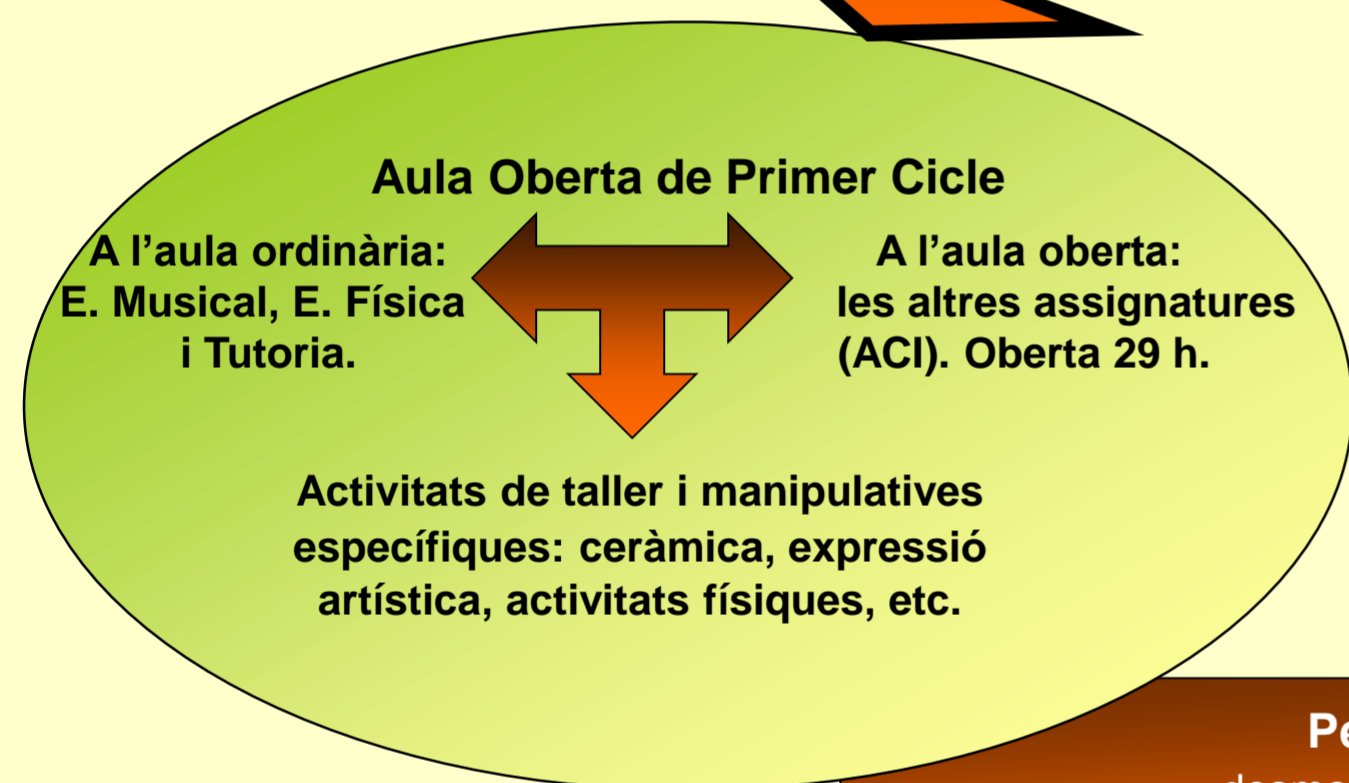 Aula Oberta de Primer Cicle
A l’aula ordinària:
E. Musical, E. Física
i Tutoria.
A l’aula oberta:
les altres assignatures
(ACI). Oberta 29 h.
Activitats de taller i manipulatives
específiques: ceràmica, expressió
artística, activitats físiques, etc.